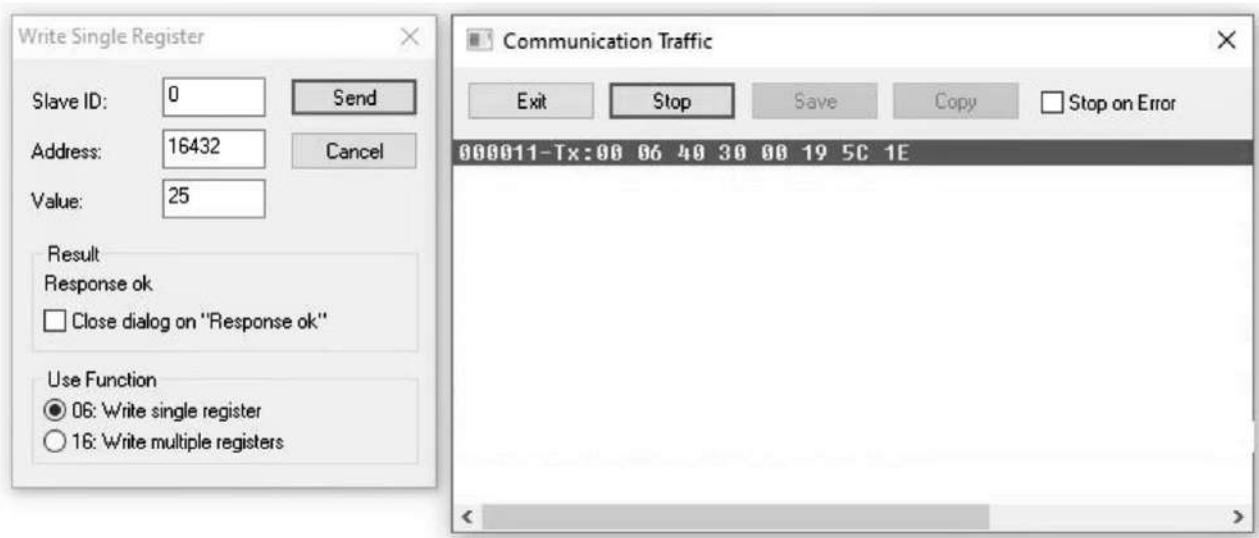 Write Single Register
Slave ID:
0
Send
Address:
16432
Cancel
Value:
25
Result
Response ok
Close dialog on "Response ok"
Use Function
06: Write single register
16: Write multiple registers
Communication Traffic
Exit
Stop
Save
Copy
Stop on Error
000011-Tx:00 06 40 30 00 19 5C 1E